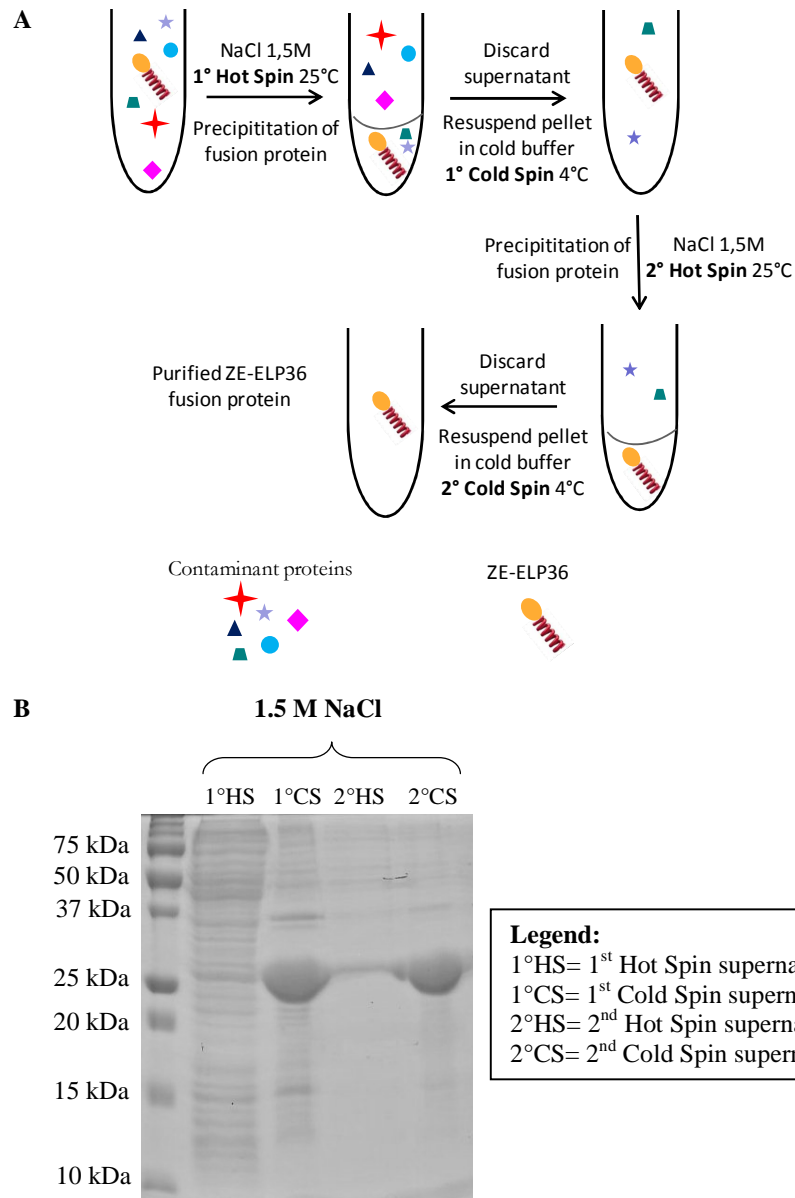 A
NaCl 1,5M
1° Hot Spin 25°C
Precipititation of
fusion protein
Discard
supernatant
Resuspend pellet
in cold buffer
1° Cold Spin 4°C
Precipititation of
fusion protein
NaCl 1,5M
2° Hot Spin 25°C
Purified ZE-ELP36
fusion protein
Discard
supernatant
Resuspend pellet
in cold buffer
2° Cold Spin 4°C
Contaminant proteins
ZE-ELP36
B
1.5 M NaCl
1°HS 1°CS 2°HS 2°CS
75 kDa
50 kDa
37 kDa
25 kDa
20 kDa
15 kDa
10 kDa
Legend:
1°HS= 1st Hot Spin superna
1°CS= 1st Cold Spin supern
2°HS= 2nd Hot Spin superna
2°CS= 2nd Cold Spin supern